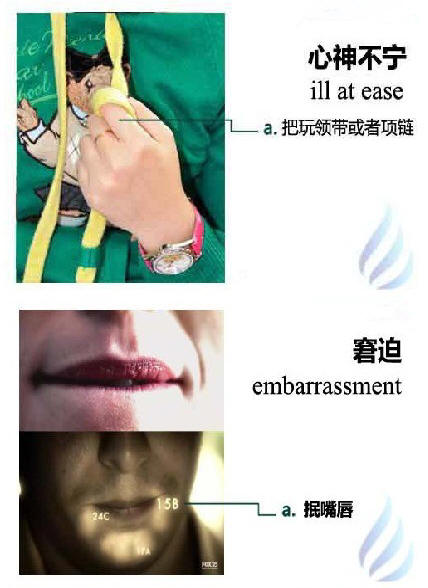 心神不宁
ill at ease
a. 把玩领带或者项链
窘迫
embarrassment
15B
24C
a. 抿嘴唇